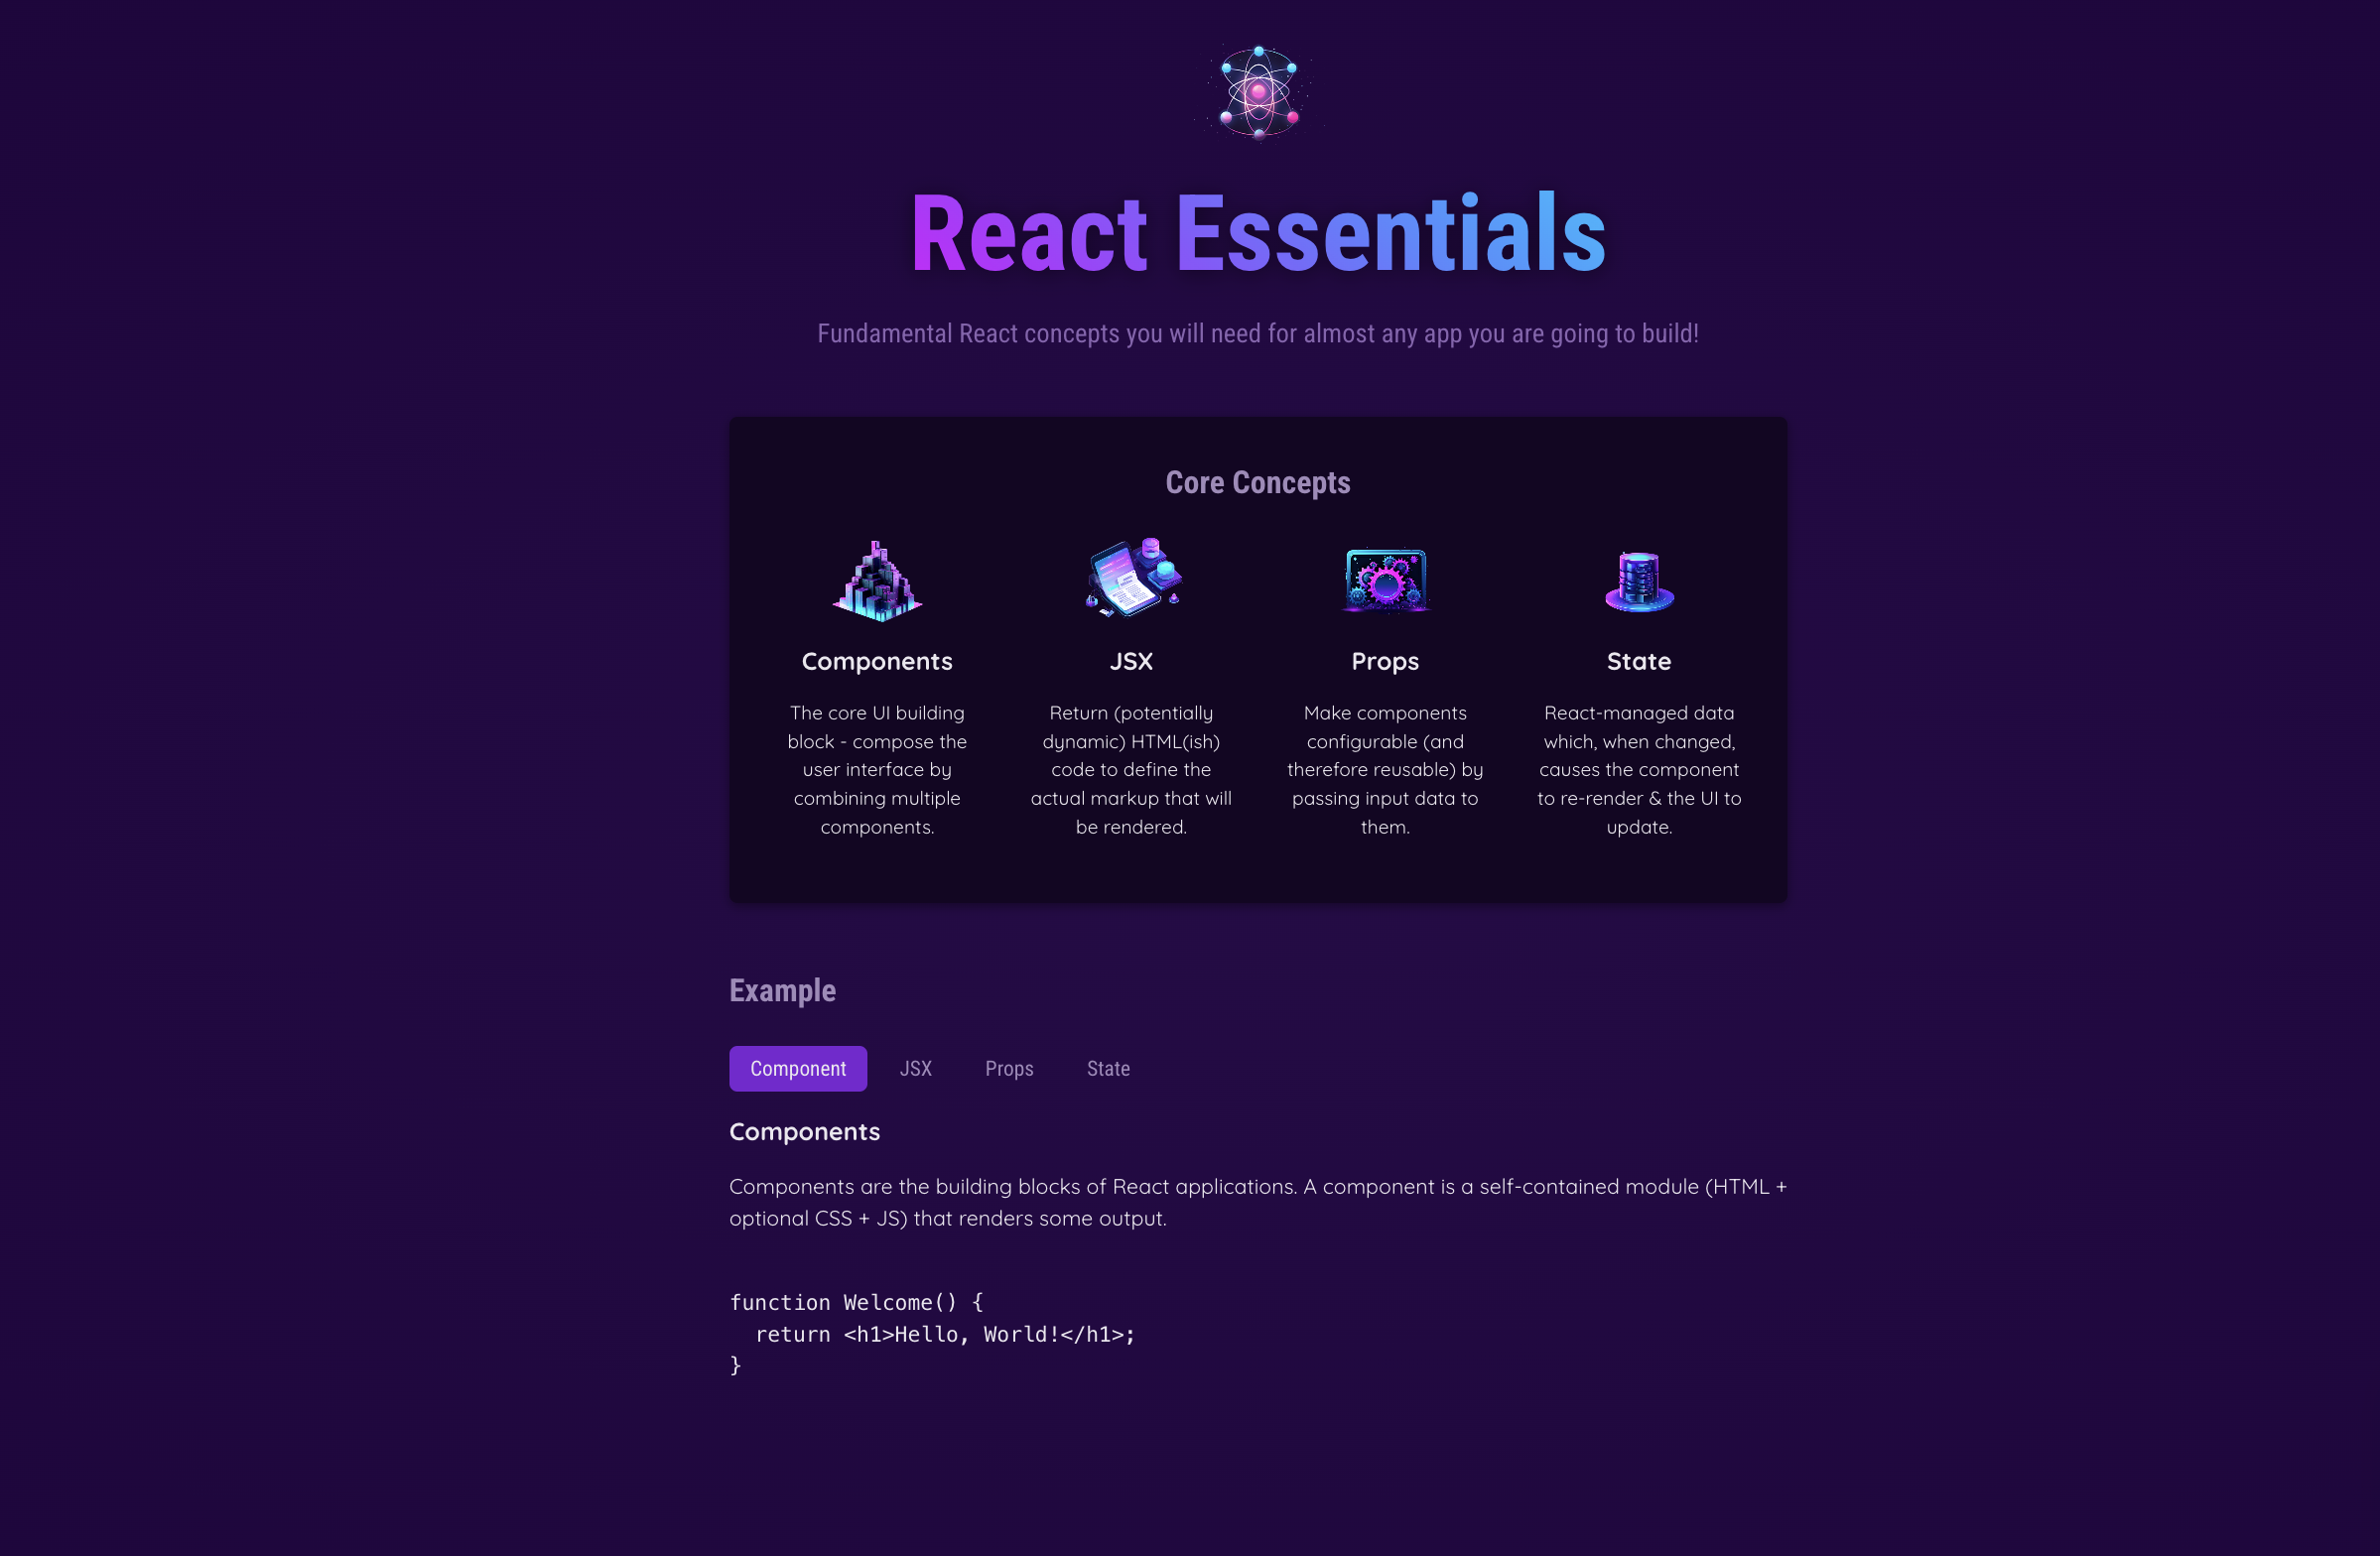 React Essentials
Fundamental React concepts you will need for almost any app you are going to build!
Core Concepts
Components
The core UI building
block - compose the
user interface by
combining multiple
components.
JSX
Return (potentially
dynamic) HTML(ish)
code to define the
actual markup that will
be rendered.
Props
Make components
configurable (and
therefore reusable) by
passing input data to
them.
State
React-managed data
which, when changed,
causes the component
to re-render & the UI to
update.
Example
Component JSX Props State
Components
Components are the building blocks of React applications. A component is a self-contained module (HTML +
optional CSS + JS) that renders some output.
function Welcome() {
  return <h1>Hello, World!</h1>;
}